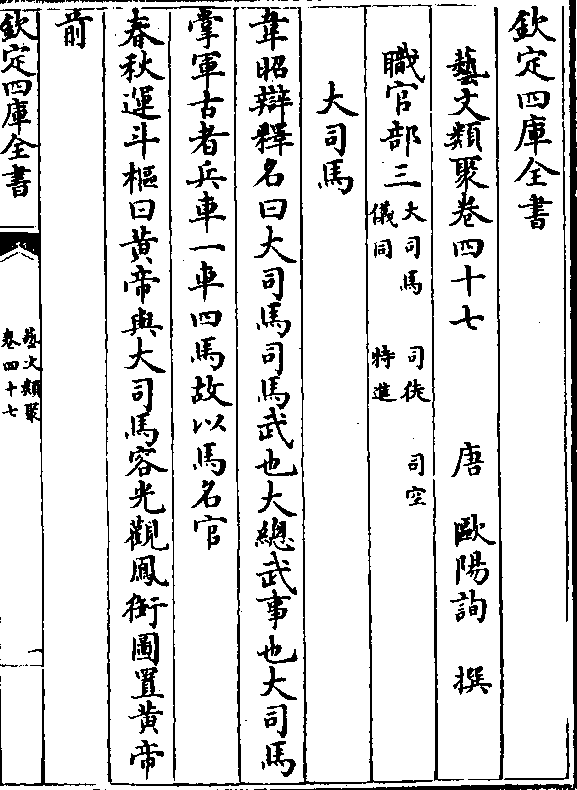 欽定四庫全書
藝文類聚卷四十七　唐　歐陽詢　撰
職官部三　大司馬　司徒　司空
儀同　特進
大司馬
韋昭辯釋名曰大司馬司馬武也大總武事也大司馬
掌軍古者兵車一車四馬故以馬名官
春秋運斗樞曰黃帝與大司馬容光觀鳳銜圖置黃帝
前
欽定四庫全書
藝文類聚
卷四十七
一